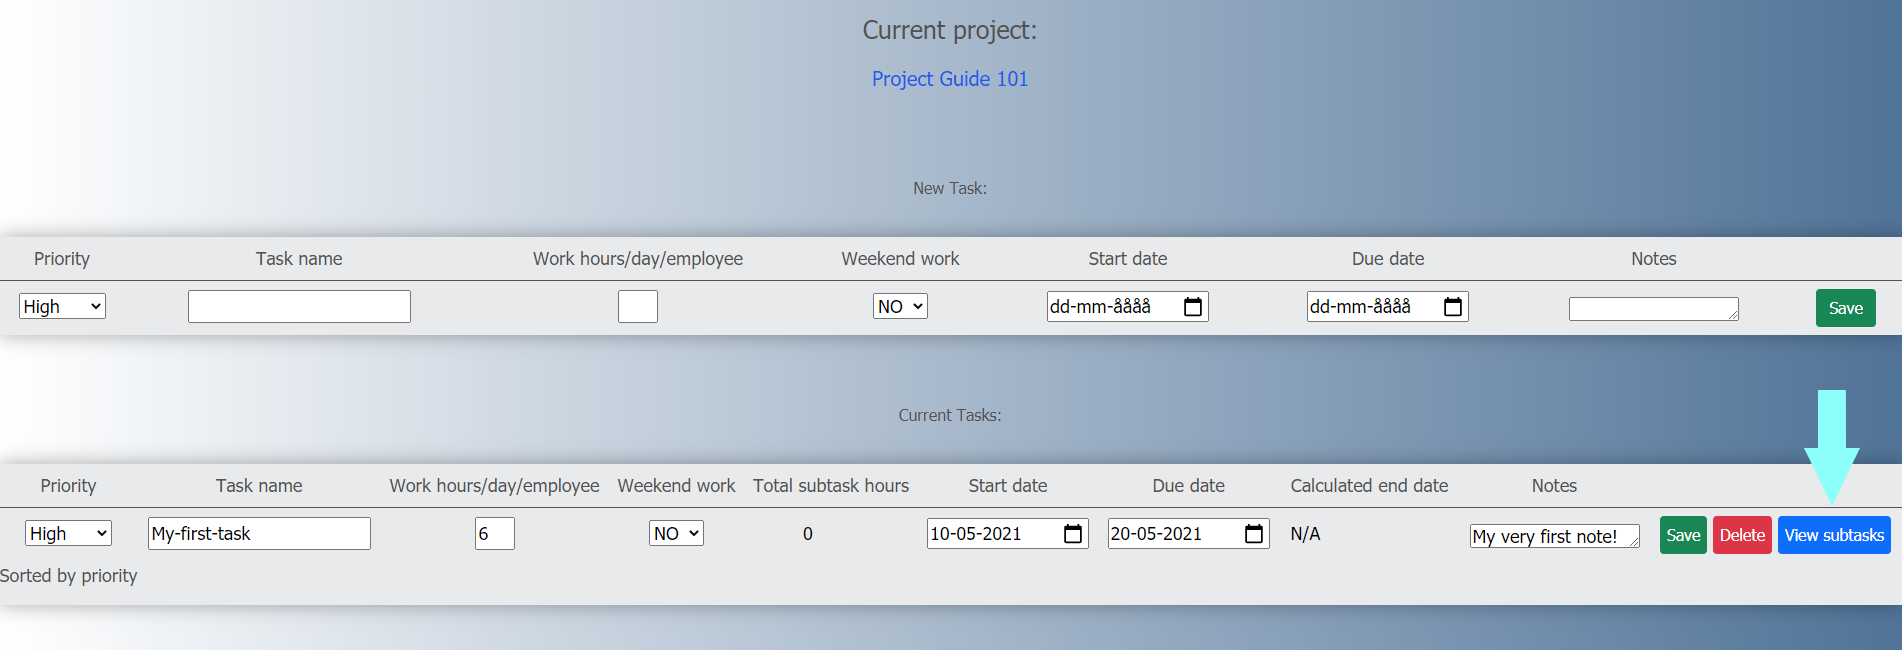 Current project:
Project Guide 101
New Task:
Priority Task name Work hours/day/employee Weekend work Start date Due date Notes
High NO dd-mm-åååå dd-mm-åååå Save
Current Tasks:
Priority Task name Work hours/day/employee Weekend work Total subtask hours Start date Due date Calculated end date Notes
High My-first-task 6 NO 0 10-05-2021 20-05-2021 N/A My very first note! Save Delete View subtasks
Sorted by priority